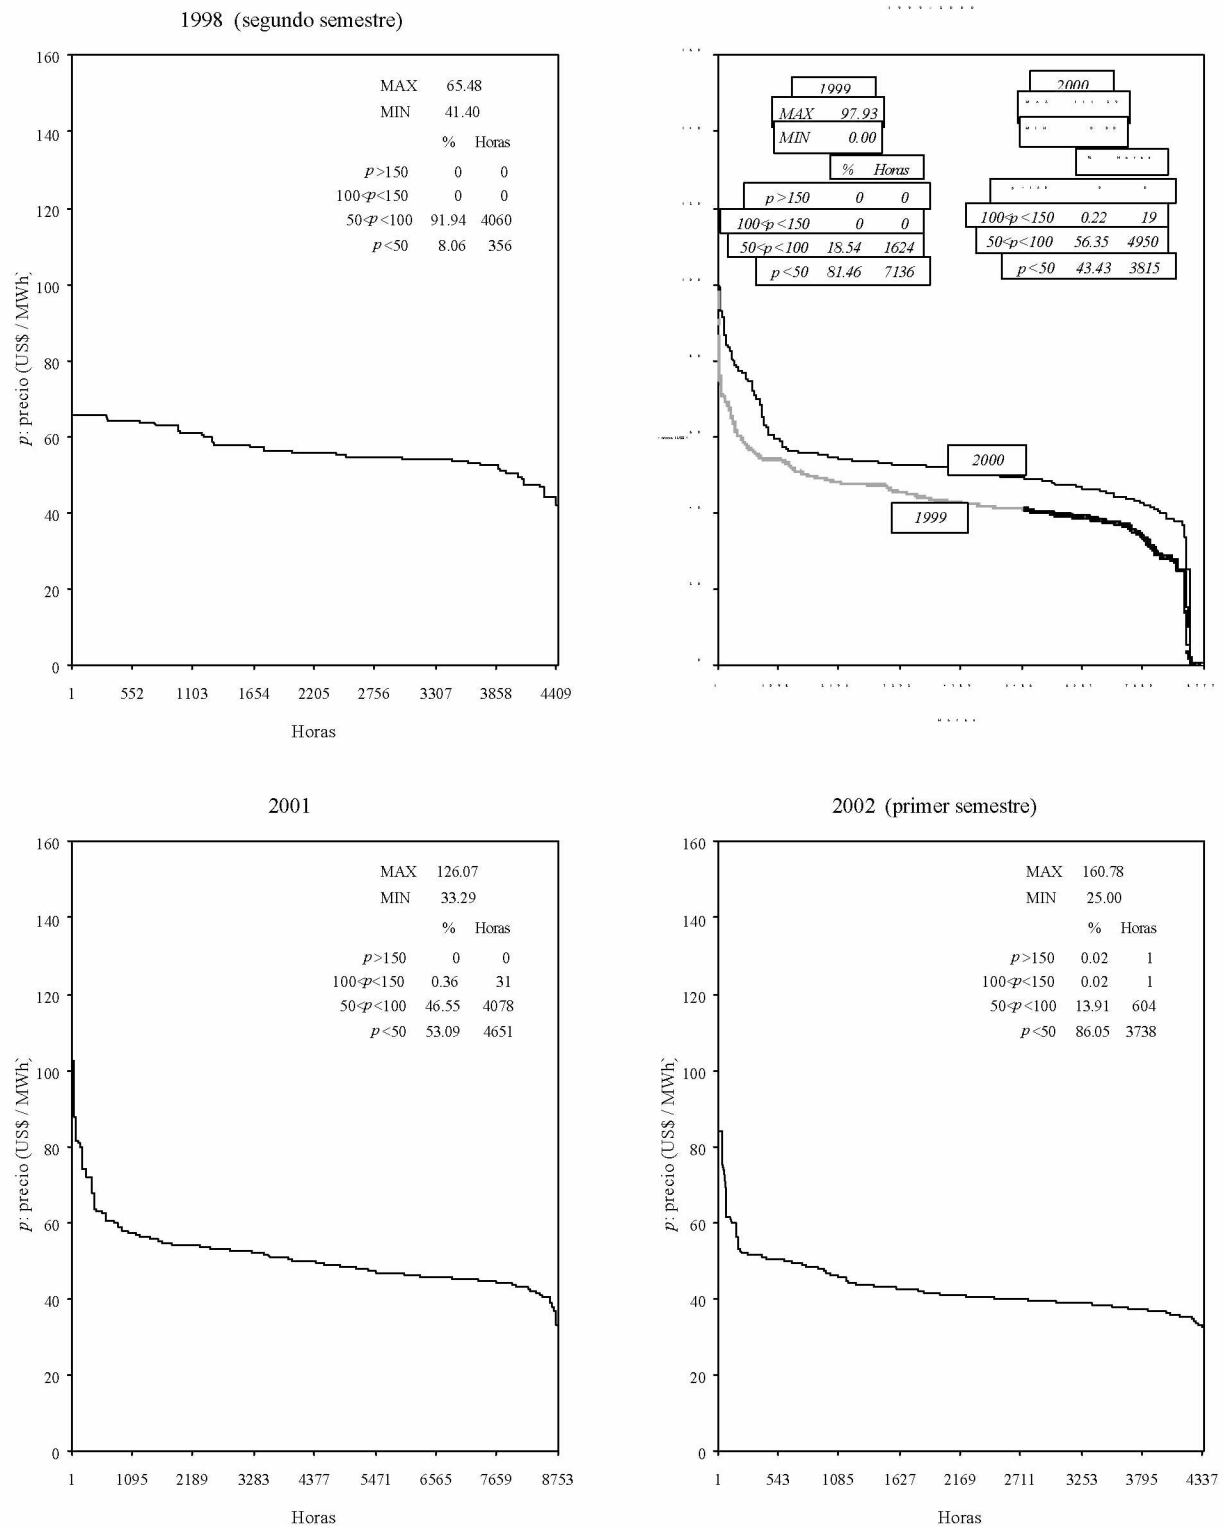 1998 (segundo semestre)
p: precio (US$ / MWh)
160
140
120
100
80
60
40
20
0
MAX 65.48
MIN 41.40
% Horas
p>150 0 0
100<p<150 0 0
50<p<100 91.94 4060
p<50 8.06 356
1 552 1103 1654 2205 2756 3307 3858 4409
Horas
1999
MAX 97.93
MIN 0.00
% Horas
p>150 0 0
100<p<150 0 0
50<p<100 18.54 1624
p<50 81.46 7136
2000
% Horas
100<p<150 0.22 19
50<p<100 56.35 4950
p<50 43.43 3815
2000
1999
2001
p: precio (US$ / MWh)
160
140
120
100
80
60
40
20
0
MAX 126.07
MIN 33.29
% Horas
p>150 0 0
100<p<150 0.36 31
50<p<100 46.55 4078
p<50 53.09 4651
1 1095 2189 3283 4377 5471 6565 7659 8753
Horas
2002 (primer semestre)
p: precio (US$ / MWh)
160
140
120
100
80
60
40
20
0
MAX 160.78
MIN 25.00
% Horas
p>150 0.02 1
100<p<150 0.02 1
50<p<100 13.91 604
p<50 86.05 3738
1 543 1085 1627 2169 2711 3253 3795 4337
Horas